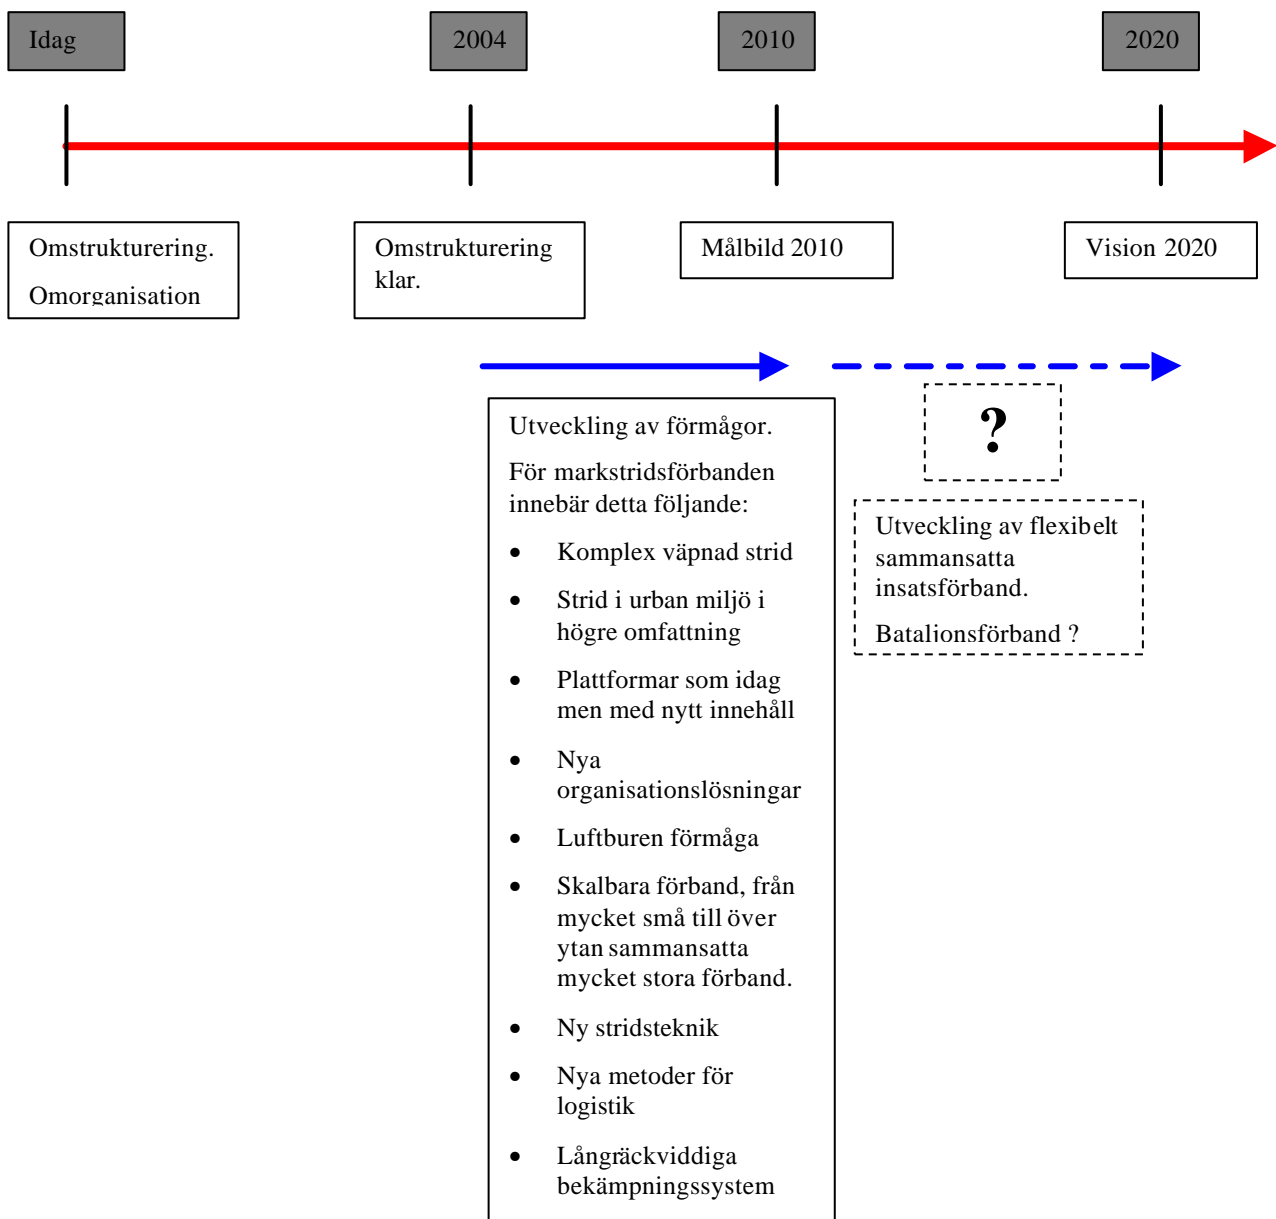 Idag
2004
2010
2020
Omstrukturering.
Omorganisation
Omstrukturering
klar.
Målbild 2010
Vision 2020
Utveckling av förmågor.
För markstridsförbanden
innebär detta följande:
• Komplex väpnad strid
• Strid i urban miljö i
högre omfattning
• Plattformar som idag
men med nytt innehåll
• Nya
organisationslösningar
• Luftburen förmåga
• Skalbara förband, från
mycket små till över
ytan sammansatta
mycket stora förband.
• Ny stridsteknik
• Nya metoder för
logistik
• Långräckviddiga
bekämpningssystem
?
Utveckling av flexibelt
sammansatta
insatsförband.
Bataljonsförband ?